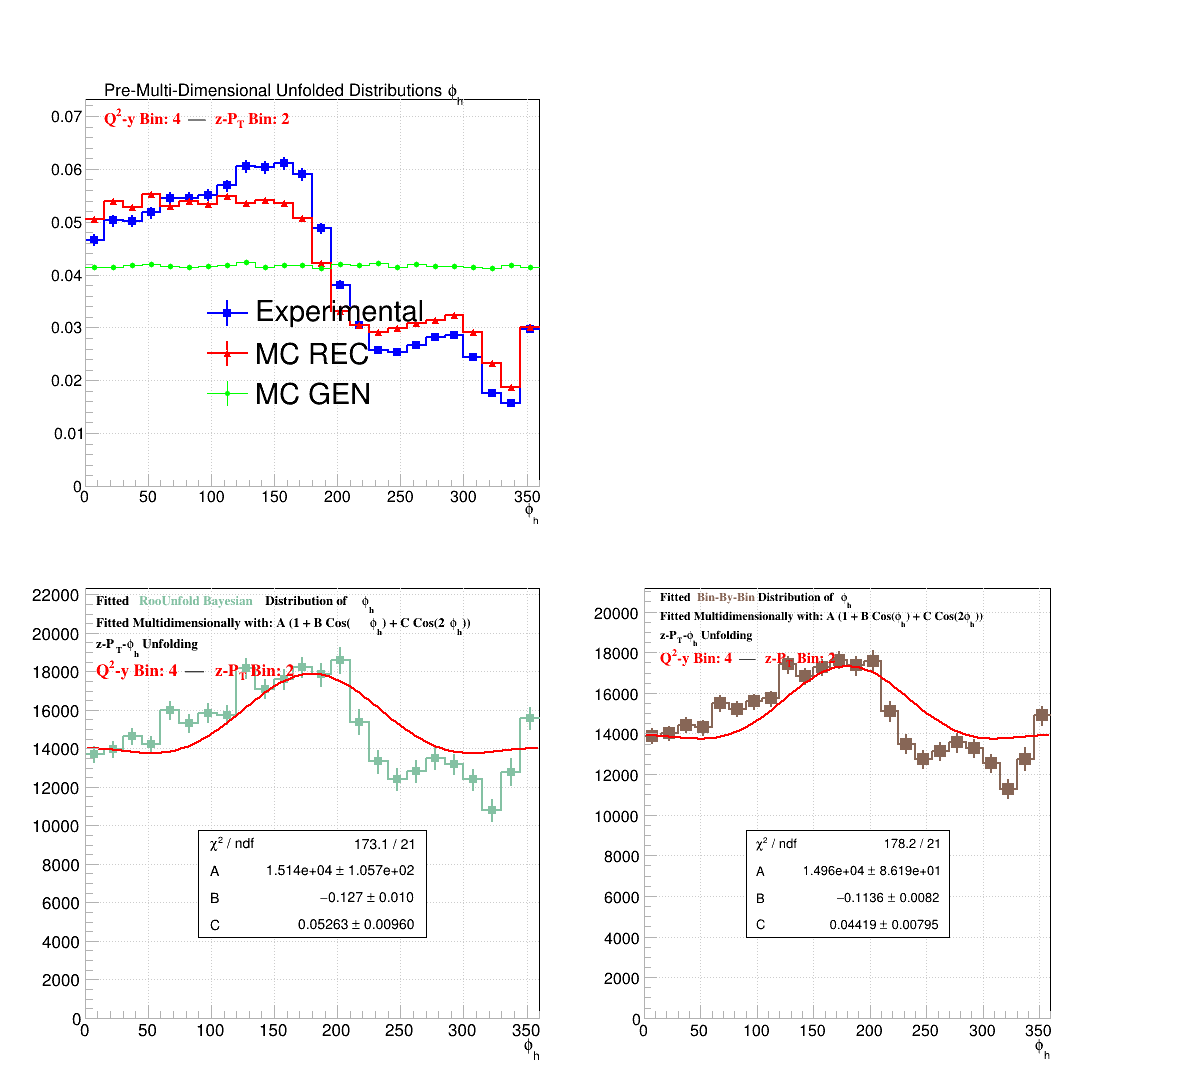 Pre-Multi-Dimensional Unfolded Distributions ϕh
Q²-y Bin: 4 — z-PT Bin: 2
0.07
0.06
0.05
0.04
0.03
0.02
0.01
0
Experimental
MC REC
MC GEN
0 50 100 150 200 250 300 350
ϕh
Fitted RooUnfold Bayesian Distribution of ϕh
Fitted Multidimensionally with: A (1 + B Cos( ϕh) + C Cos(2 ϕh))
z-PT-ϕh Unfolding
Q²-y Bin: 4 — z-PT Bin: 2
22000
20000
18000
16000
14000
12000
10000
8000
6000
4000
2000
0
χ² / ndf 173.1 / 21
A 1.514e+04 ± 1.057e+02
B −0.127 ± 0.010
C 0.05263 ± 0.00960
0 50 100 150 200 250 300 350
ϕh
Fitted Bin-By-Bin Distribution of ϕh
Fitted Multidimensionally with: A (1 + B Cos(ϕh) + C Cos(2ϕh))
z-PT-ϕh Unfolding
Q²-y Bin: 4 — z-PT Bin: 2
20000
18000
16000
14000
12000
10000
8000
6000
4000
2000
0
χ² / ndf 178.2 / 21
A 1.496e+04 ± 8.619e+01
B −0.1136 ± 0.0082
C 0.04419 ± 0.00795
0 50 100 150 200 250 300 350
ϕh